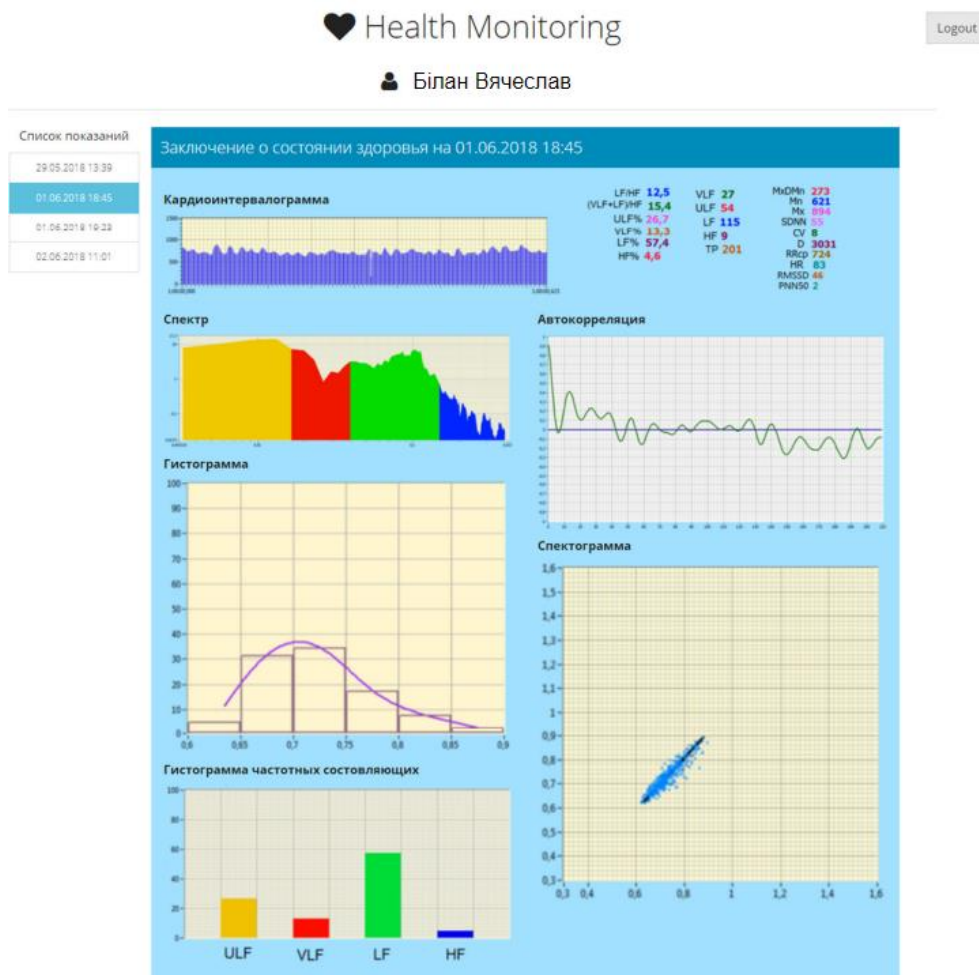 Health Monitoring
Logout
Білан Вячеслав
Список показаний
29.05.2018 13:39
01.06.2018 18:45
01.06.2018 19:23
02.06.2018 11:01
Заключение о состоянии здоровья на 01.06.2018 18:45
Кардиоинтервалограмма
LF/HF 12,5
(VLF+LF)/HF 15,4
ULF% 26,7
VLF% 13,3
LF% 57,4
HF% 4,6
VLF 27
ULF 54
LF 115
HF 9
TP 201
MxDMn 273
Mn 621
Mx 894
SDNN 55
CV 8
D 3031
RRcp 724
HR 83
RMSSD 46
PNN50 2
Спектр
Автокорреляция
Гистограмма
100
90
80
70
60
50
40
30
20
10
0
0,6 0,65 0,7 0,75 0,8 0,85 0,9
Спектограмма
1,6
1,5
1,4
1,3
1,2
1,1
1
0,9
0,8
0,7
0,6
0,5
0,4
0,3
0,3 0,4 0,6 0,8 1 1,2 1,4 1,6
Гистограмма частотных состовляющих
100
80
60
40
20
0
ULF VLF LF HF